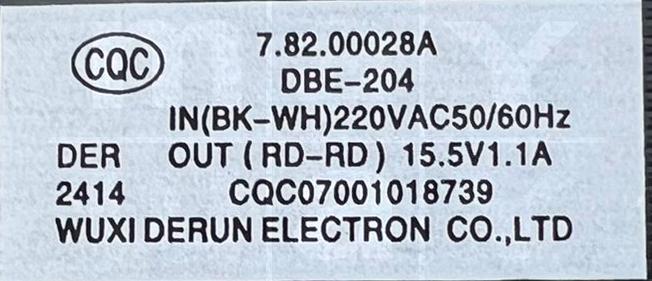 CQC 7.82.00028A
DBE-204
IN(BK-WH)220VAC50/60Hz
DER OUT(RD-RD) 15.5V1.1A
2414 CQC07001018739
WUXI DERUN ELECTRON CO.,LTD